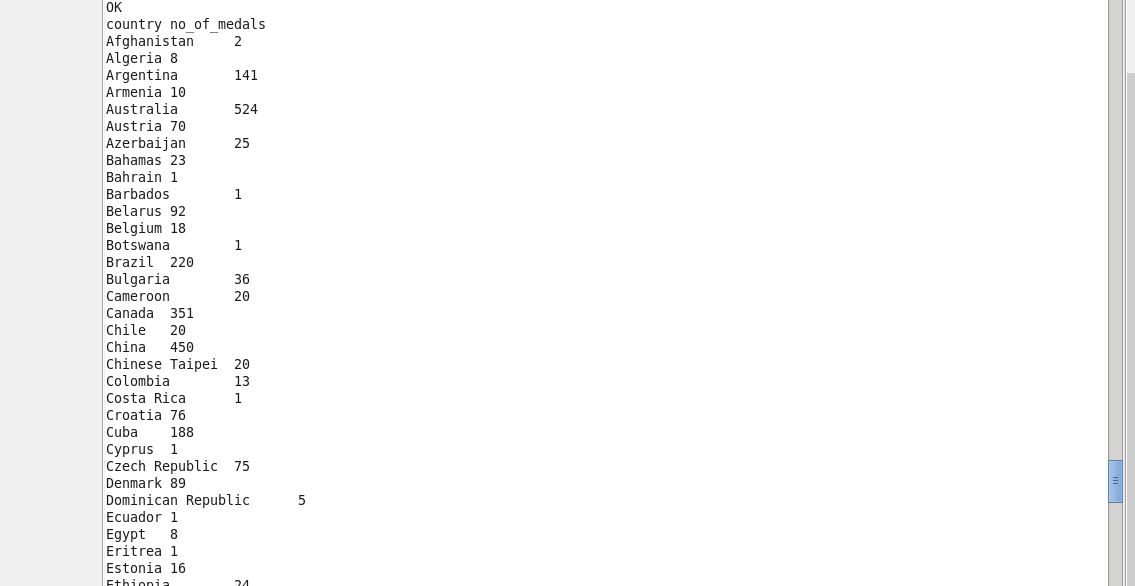 OK
country no_of_medals
Afghanistan 2
Algeria 8
Argentina 141
Armenia 10
Australia 524
Austria 70
Azerbaijan 25
Bahamas 23
Bahrain 1
Barbados 1
Belarus 92
Belgium 18
Botswana 1
Brazil 220
Bulgaria 36
Cameroon 20
Canada 351
Chile 20
China 450
Chinese Taipei 20
Colombia 13
Costa Rica 1
Croatia 76
Cuba 188
Cyprus 1
Czech Republic 75
Denmark 89
Dominican Republic 5
Ecuador 1
Egypt 8
Eritrea 1
Estonia 16
Ethiopia 24